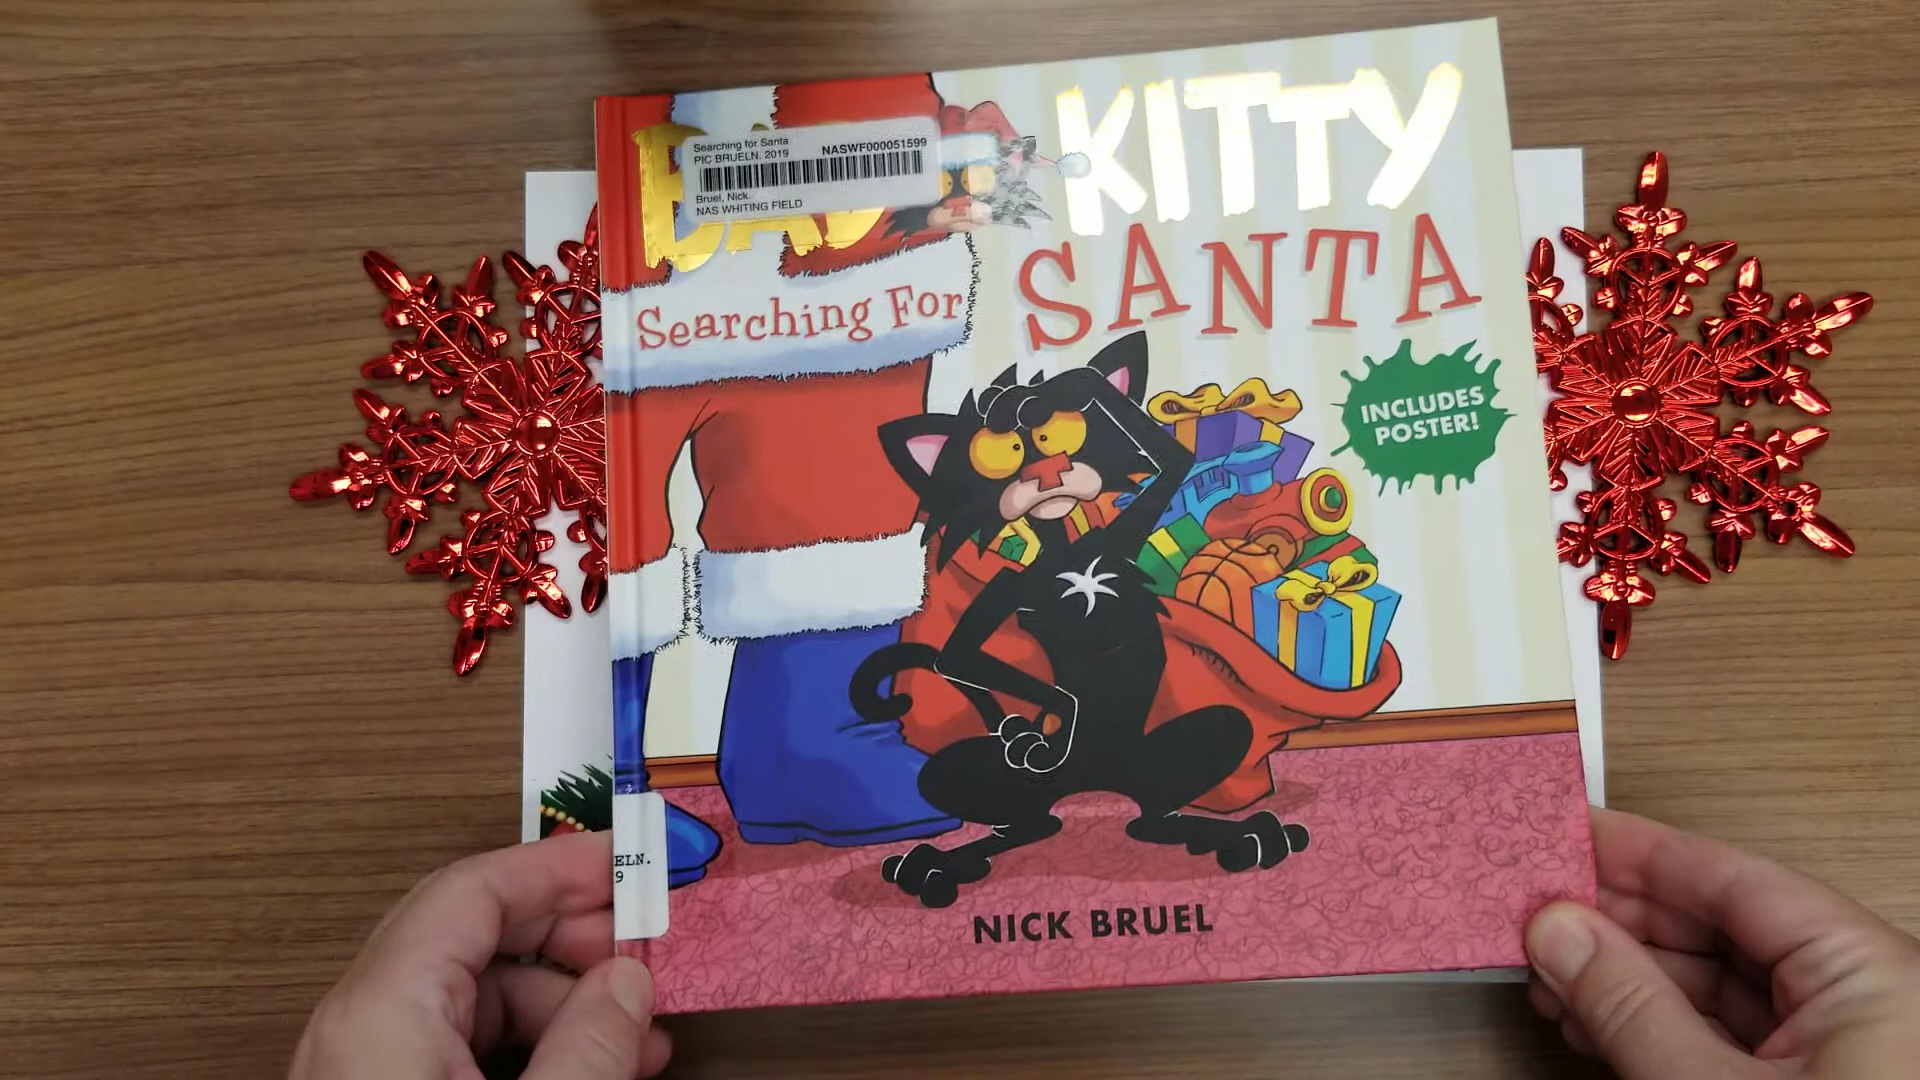 BAD KITTY
Searching for Santa
PIC BRUELN. 2019 NASWF000051599
Bruel, Nick.
NAS WHITING FIELD
Searching For SANTA
INCLUDES
POSTER!
ELN.
9
NICK BRUEL